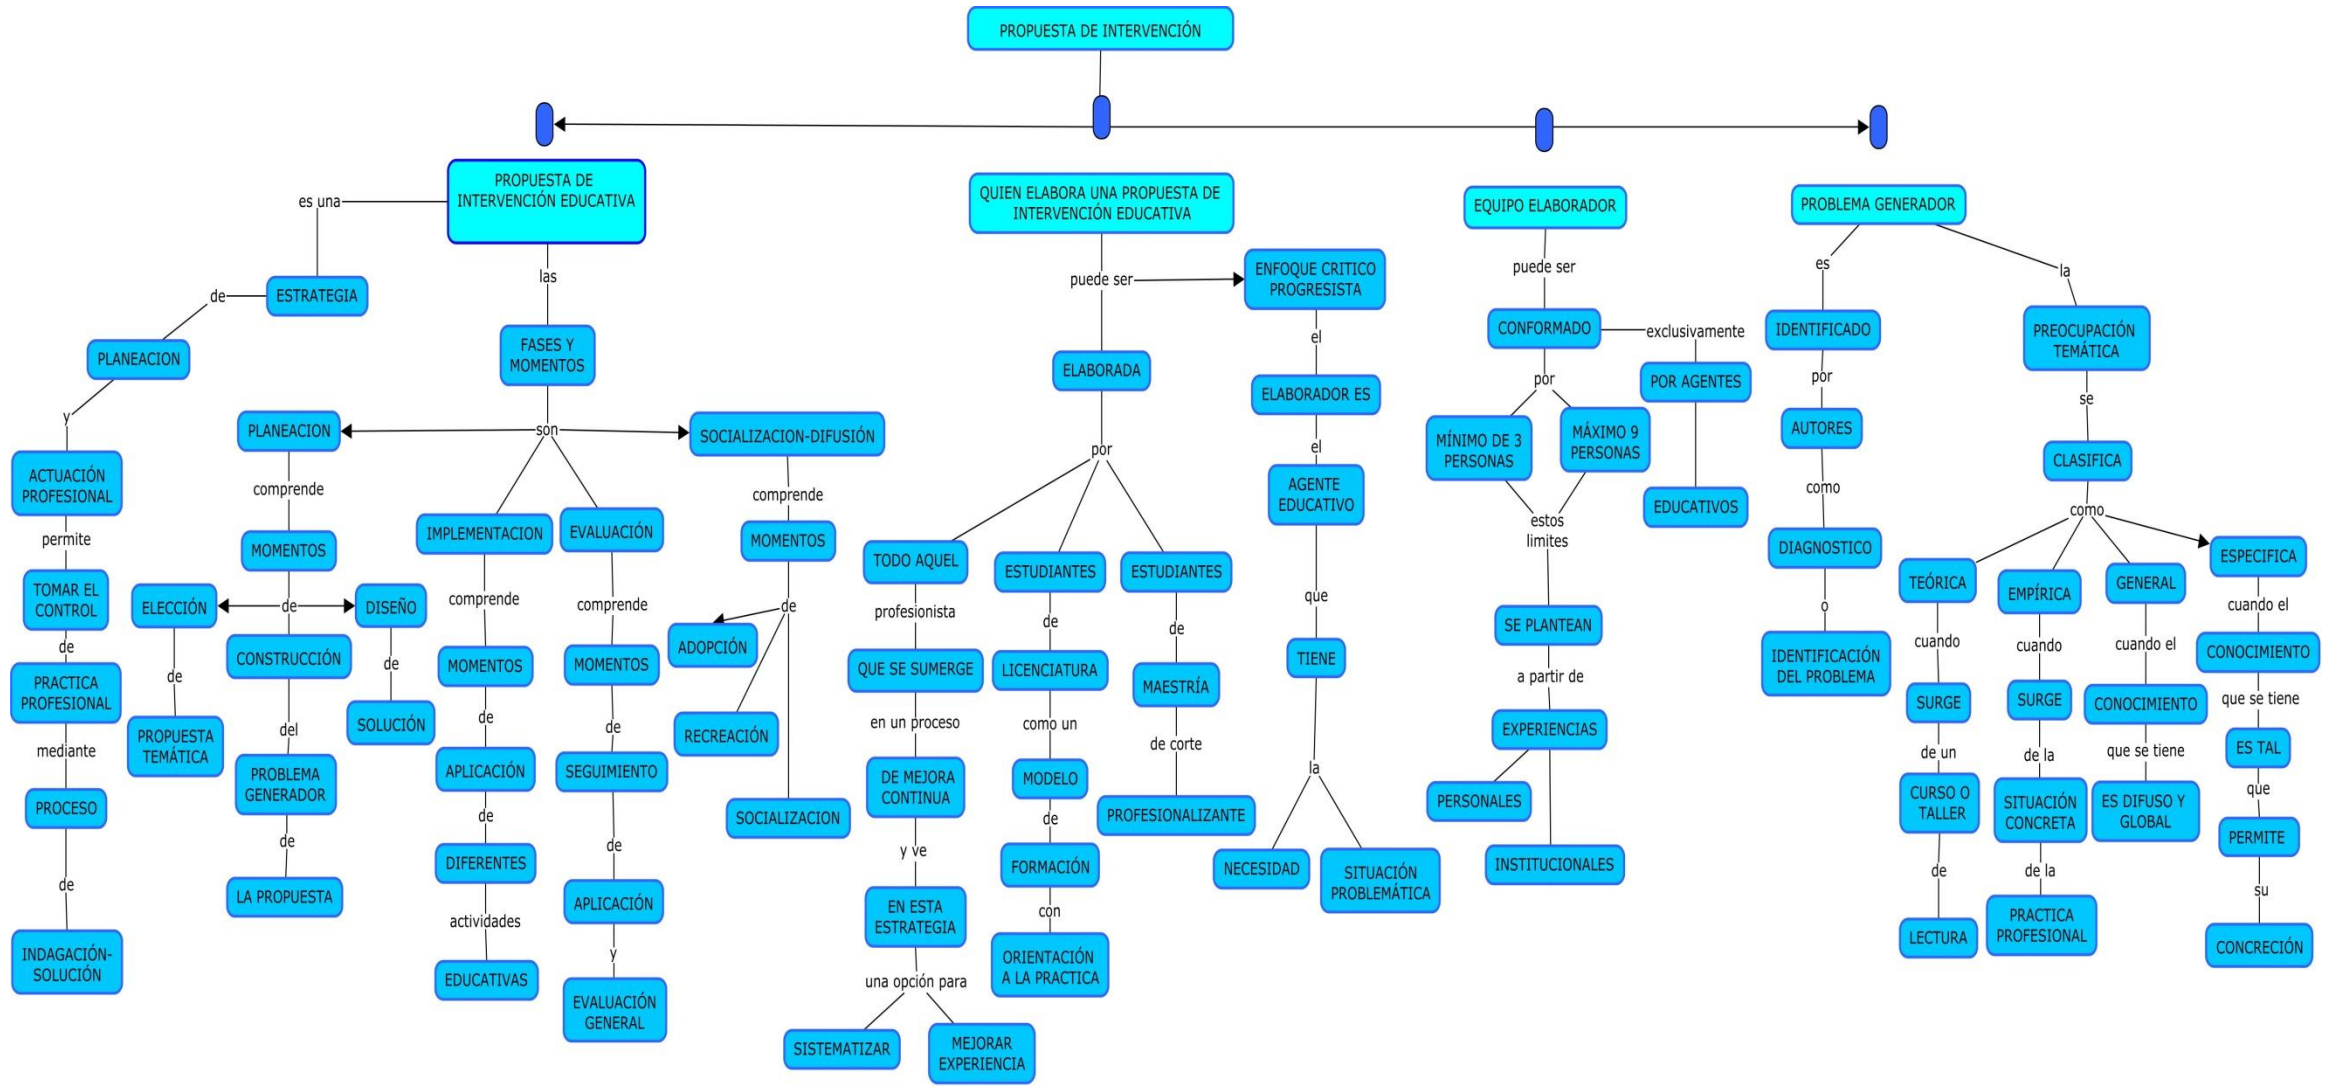 PROPUESTA DE INTERVENCIÓN
PROPUESTA DE
INTERVENCIÓN EDUCATIVA
es una
ESTRATEGIA
de
PLANEACION
y
ACTUACIÓN
PROFESIONAL
permite
TOMAR EL
CONTROL
de
PRACTICA
PROFESIONAL
mediante
PROCESO
de
INDAGACIÓN-
SOLUCIÓN
las
FASES Y
MOMENTOS
son
PLANEACION
comprende
MOMENTOS
de
ELECCIÓN
de
PROPUESTA
TEMÁTICA
CONSTRUCCIÓN
del
PROBLEMA
GENERADOR
de
LA PROPUESTA
DISEÑO
de
SOLUCIÓN
IMPLEMENTACION
comprende
MOMENTOS
de
APLICACIÓN
de
DIFERENTES
actividades
EDUCATIVAS
EVALUACIÓN
comprende
MOMENTOS
de
SEGUIMIENTO
de
APLICACIÓN
y
EVALUACIÓN
GENERAL
SOCIALIZACION-DIFUSIÓN
comprende
MOMENTOS
de
ADOPCIÓN
RECREACIÓN
SOCIALIZACION
QUIEN ELABORA UNA PROPUESTA DE
INTERVENCIÓN EDUCATIVA
puede ser
ELABORADA
por
TODO AQUEL
profesionista
QUE SE SUMERGE
en un proceso
DE MEJORA
CONTINUA
y ve
EN ESTA
ESTRATEGIA
una opción para
SISTEMATIZAR
MEJORAR
EXPERIENCIA
ESTUDIANTES
de
LICENCIATURA
como un
MODELO
de
FORMACIÓN
con
ORIENTACIÓN
A LA PRACTICA
ESTUDIANTES
de
MAESTRÍA
de corte
PROFESIONALIZANTE
ENFOQUE CRITICO
PROGRESISTA
el
ELABORADOR ES
el
AGENTE
EDUCATIVO
que
TIENE
la
NECESIDAD
SITUACIÓN
PROBLEMÁTICA
EQUIPO ELABORADOR
puede ser
CONFORMADO
por
MÍNIMO DE 3
PERSONAS
MÁXIMO 9
PERSONAS
estos
limites
SE PLANTEAN
a partir de
EXPERIENCIAS
PERSONALES
INSTITUCIONALES
exclusivamente
POR AGENTES
EDUCATIVOS
PROBLEMA GENERADOR
es
IDENTIFICADO
por
AUTORES
como
DIAGNOSTICO
o
IDENTIFICACIÓN
DEL PROBLEMA
la
PREOCUPACIÓN
TEMÁTICA
se
CLASIFICA
como
TEÓRICA
cuando
SURGE
de un
CURSO O
TALLER
de
LECTURA
EMPÍRICA
cuando
SURGE
de la
SITUACIÓN
CONCRETA
de la
PRACTICA
PROFESIONAL
GENERAL
cuando el
CONOCIMIENTO
que se tiene
ES DIFUSO Y
GLOBAL
ESPECIFICA
cuando el
CONOCIMIENTO
que se tiene
ES TAL
que
PERMITE
su
CONCRECIÓN